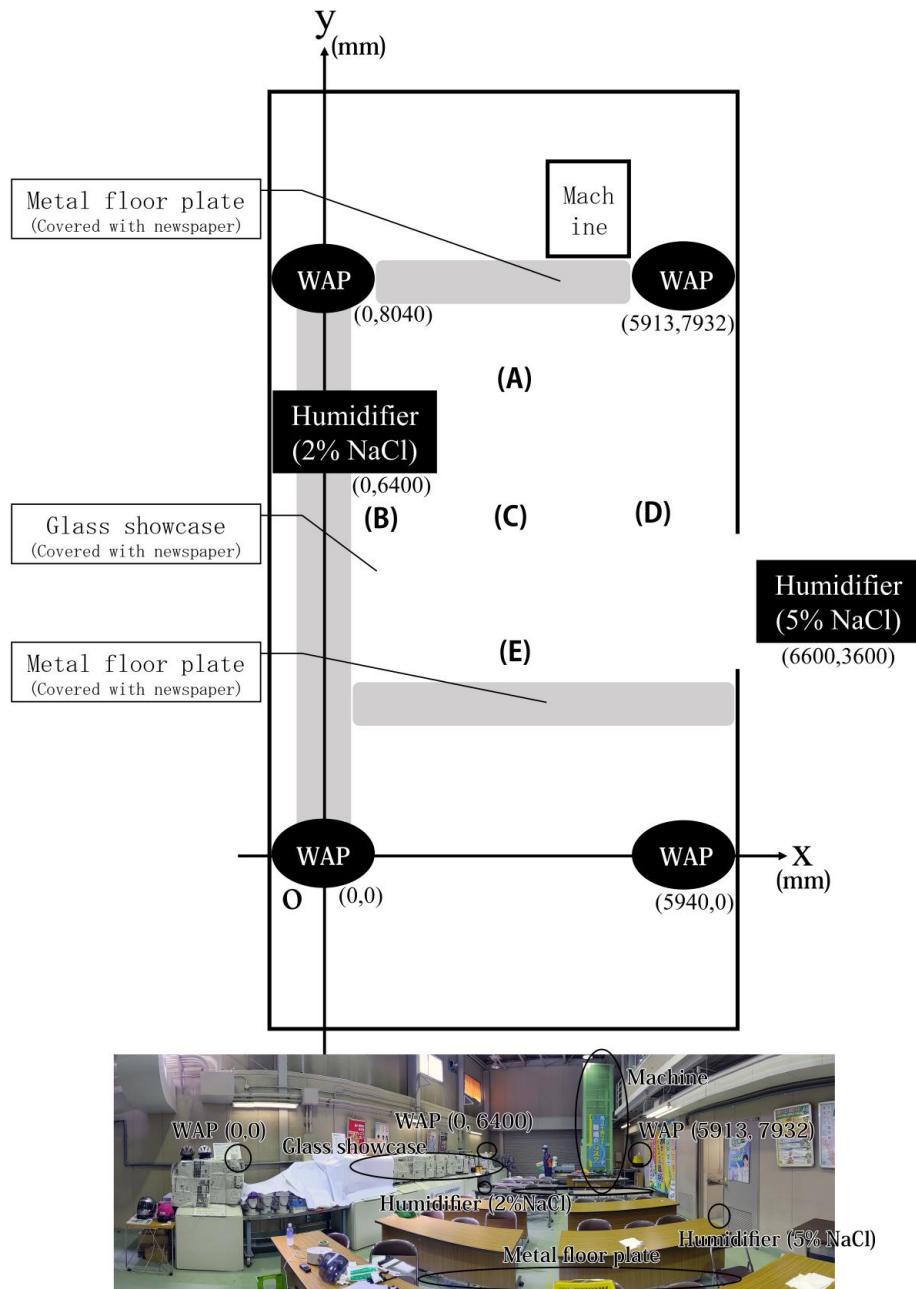 y
(mm)
Metal floor plate
(Covered with newspaper)
Mach
ine
WAP
WAP
(0,8040)
(5913,7932)
(A)
Humidifier
(2% NaCl)
(0,6400)
Glass showcase
(Covered with newspaper)
(B)
(C)
(D)
Humidifier
(5% NaCl)
(6600,3600)
Metal floor plate
(Covered with newspaper)
(E)
WAP
WAP
x
(mm)
O
(0,0)
(5940,0)
Machine
WAP (0,0)
WAP (0, 6400)
WAP (5913, 7932)
Glass showcase
Humidifier (2%NaCl)
Humidifier (5% NaCl)
Metal floor plate